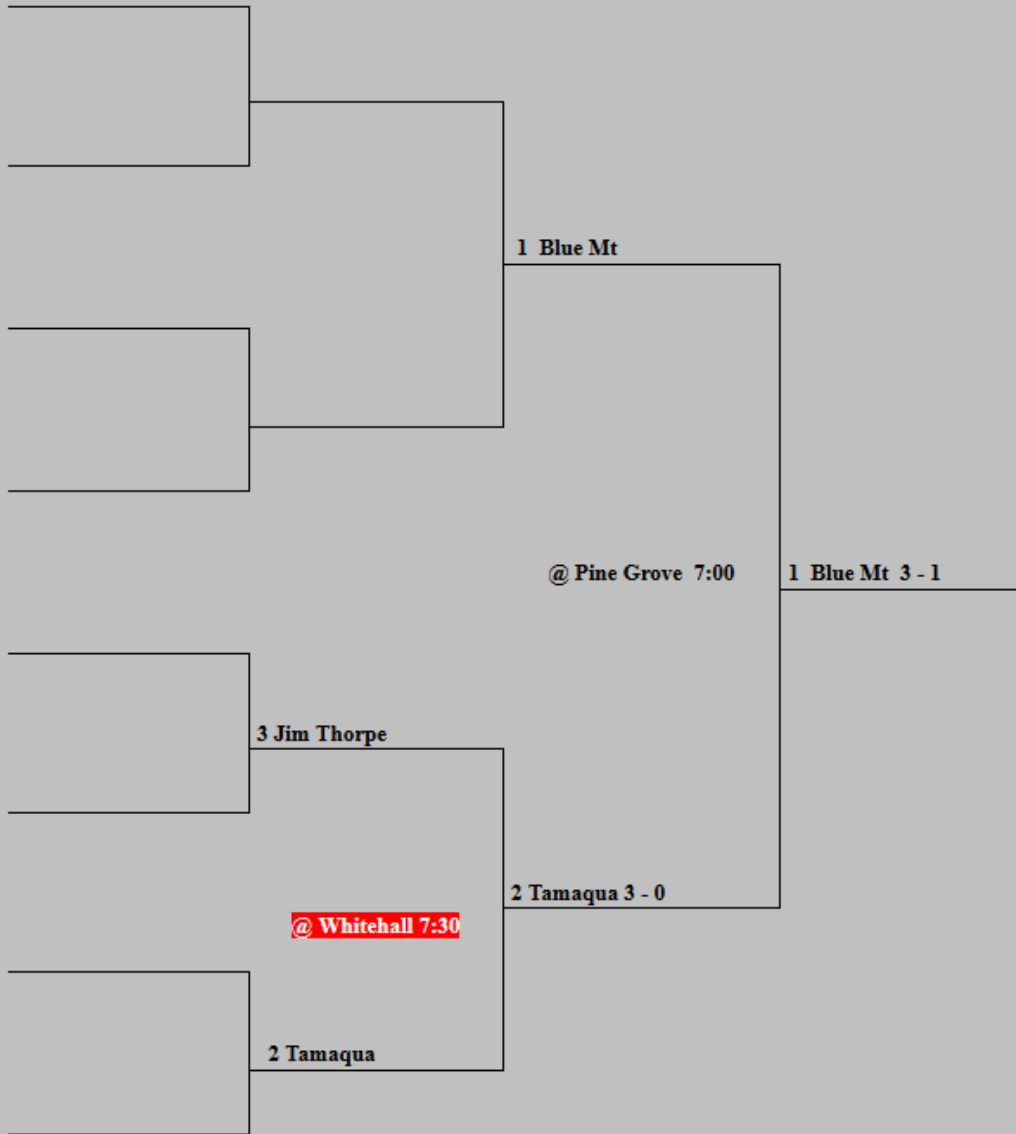 1 Blue Mt
@ Pine Grove 7:00
1 Blue Mt 3 - 1
3 Jim Thorpe
2 Tamaqua 3 - 0
@ Whitehall 7:30
2 Tamaqua